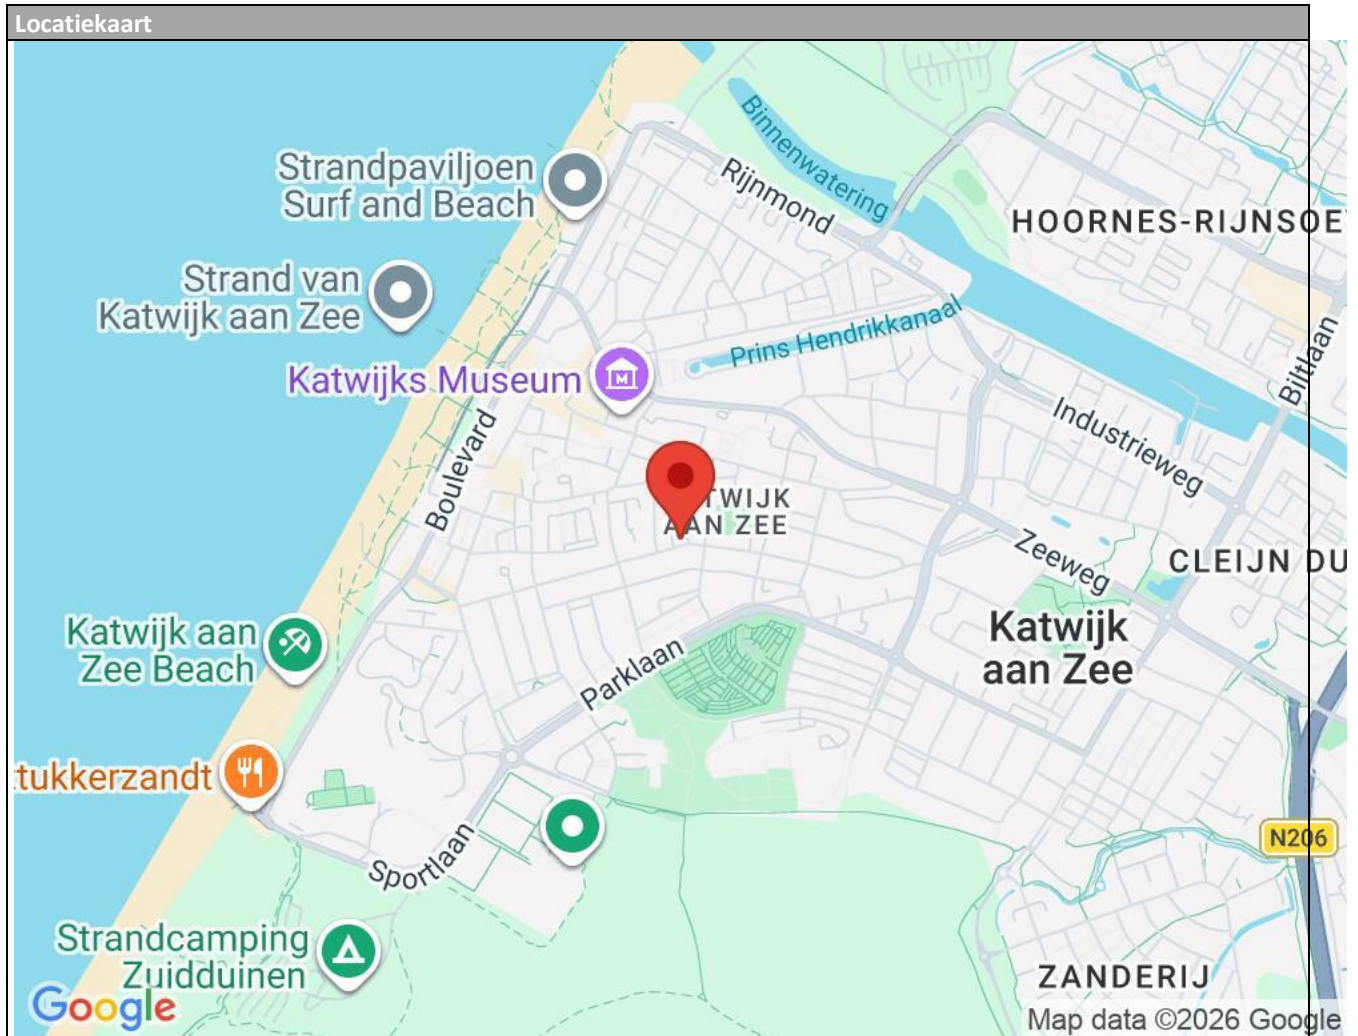 Locatiekaart
Strandpaviljoen
Surf and Beach
Binnenwatering
Rijnmond
HOORNES-RIJNSOE
Strand van
Katwijk aan Zee
Prins Hendrikkanaal
Katwijks Museum
Biltlaan
Boulevard
Industrieweg
TWIJK
AAN ZEE
Zeeweg
CLEIJN DU
Katwijk aan
Zee Beach
Katwijk
aan Zee
Parklaan
tukkerzandt
N206
Sportlaan
Strandcamping
Zuidduinen
ZANDERIJ
Google
Map data ©2026 Google